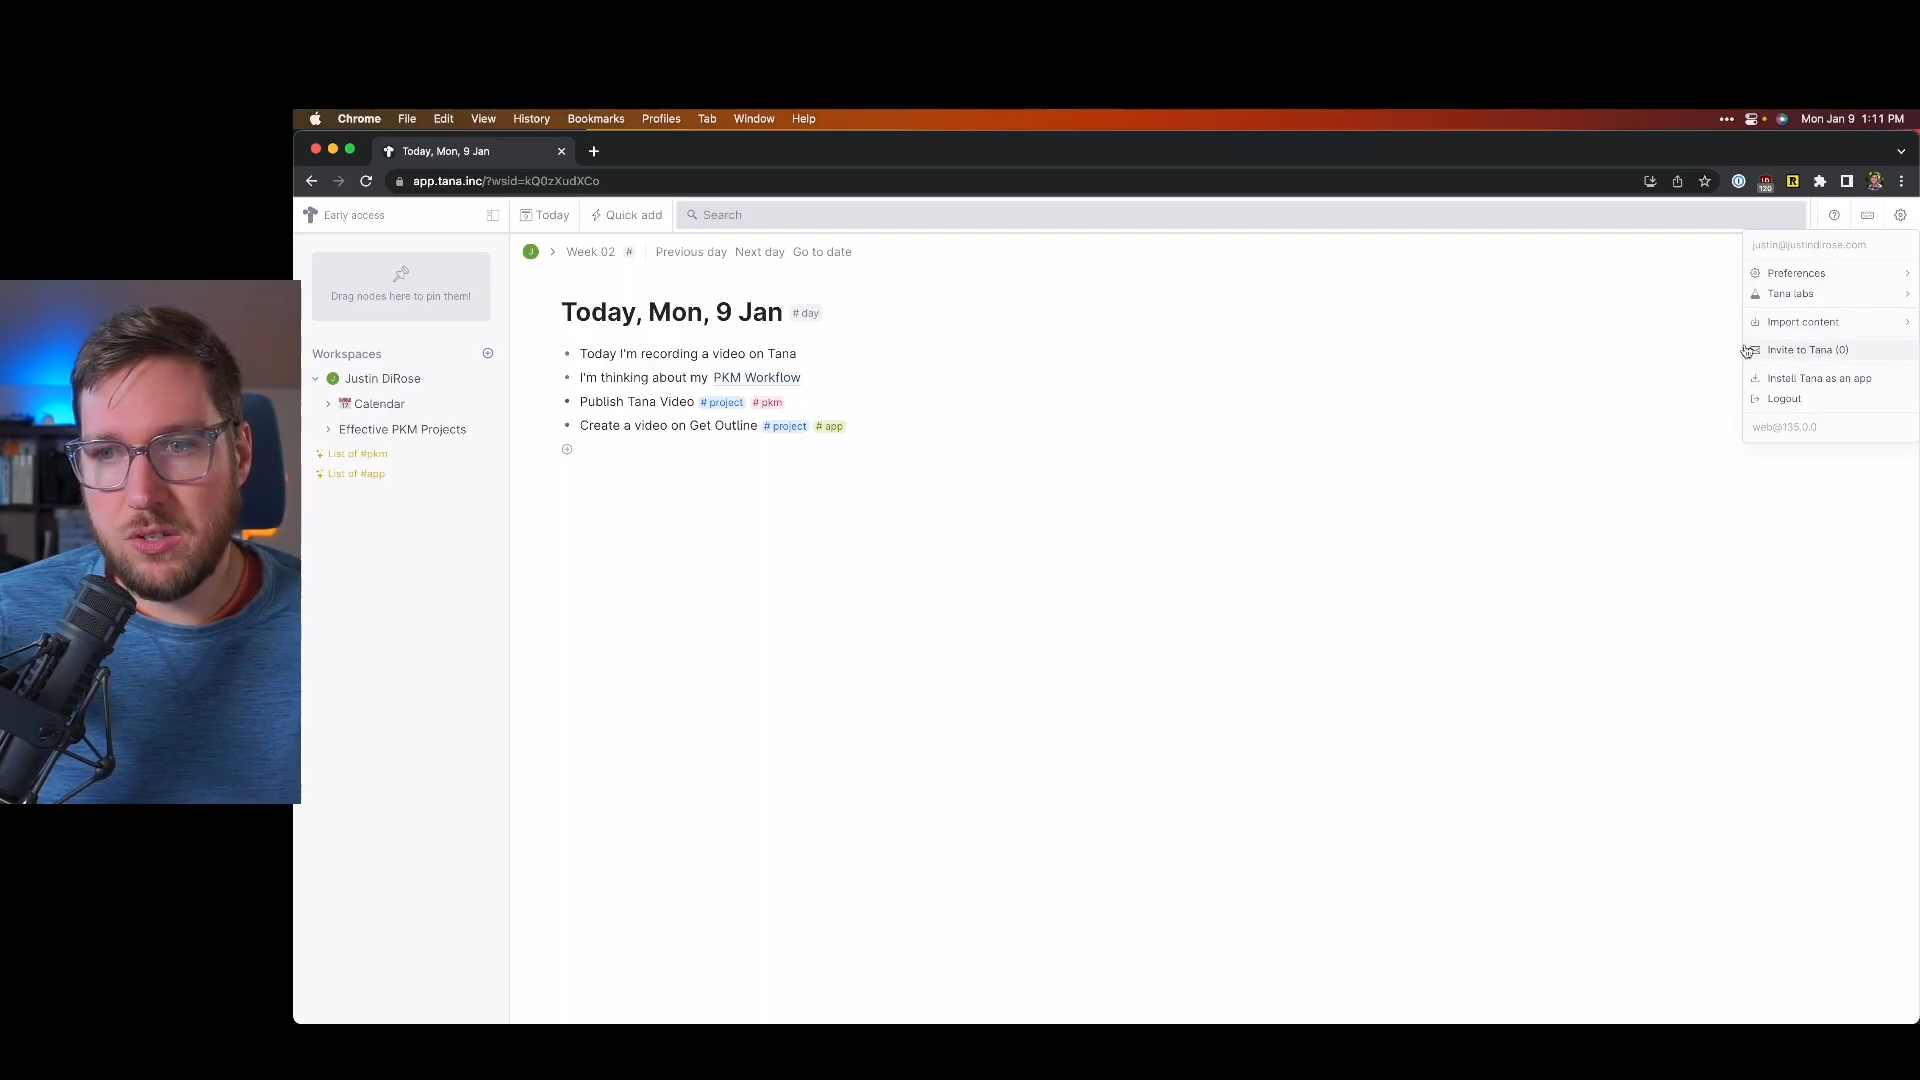 Chrome File Edit View History Bookmarks Profiles Tab Window Help
Mon Jan 9 1:11 PM
Today, Mon, 9 Jan
app.tana.inc/?wsid=kQ0zXudXCo
120
Early access
Today
Quick add
Search
J
Week 02 #
Previous day Next day Go to date
justin@justindirose.com
Preferences
Tana labs
Import content
Invite to Tana (0)
Install Tana as an app
Logout
web@135.0.0
Drag nodes here to pin them!
Workspaces
J Justin DiRose
Calendar
Effective PKM Projects
List of #pkm
List of #app
Today, Mon, 9 Jan # day
Today I'm recording a video on Tana
I'm thinking about my PKM Workflow
Publish Tana Video # project # pkm
Create a video on Get Outline # project # app